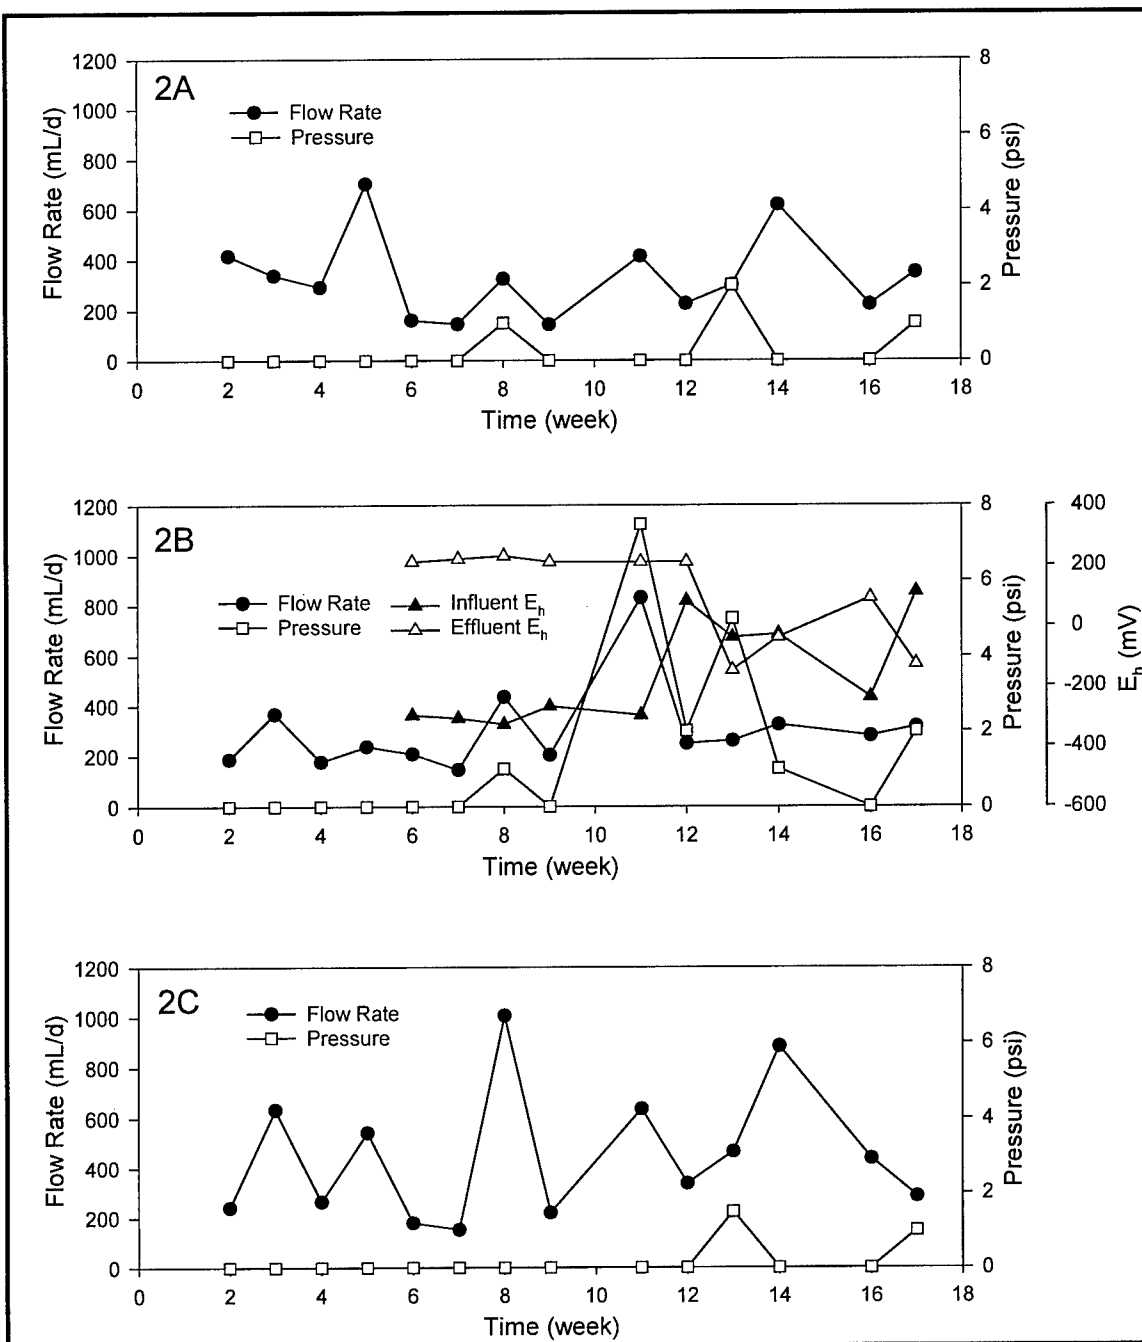 2A
Flow Rate
Pressure
Flow Rate (mL/d)
1200
1000
800
600
400
200
0
8
6
4
2
0
Pressure (psi)
0 2 4 6 8 10 12 14 16 18
Time (week)
2B
Flow Rate
Pressure
Influent Eh
Effluent Eh
Flow Rate (mL/d)
1200
1000
800
600
400
200
0
8
6
4
2
0
Pressure (psi)
400
200
0
-200
-400
-600
Eh (mV)
0 2 4 6 8 10 12 14 16 18
Time (week)
2C
Flow Rate
Pressure
Flow Rate (mL/d)
1200
1000
800
600
400
200
0
8
6
4
2
0
Pressure (psi)
0 2 4 6 8 10 12 14 16 18
Time (week)